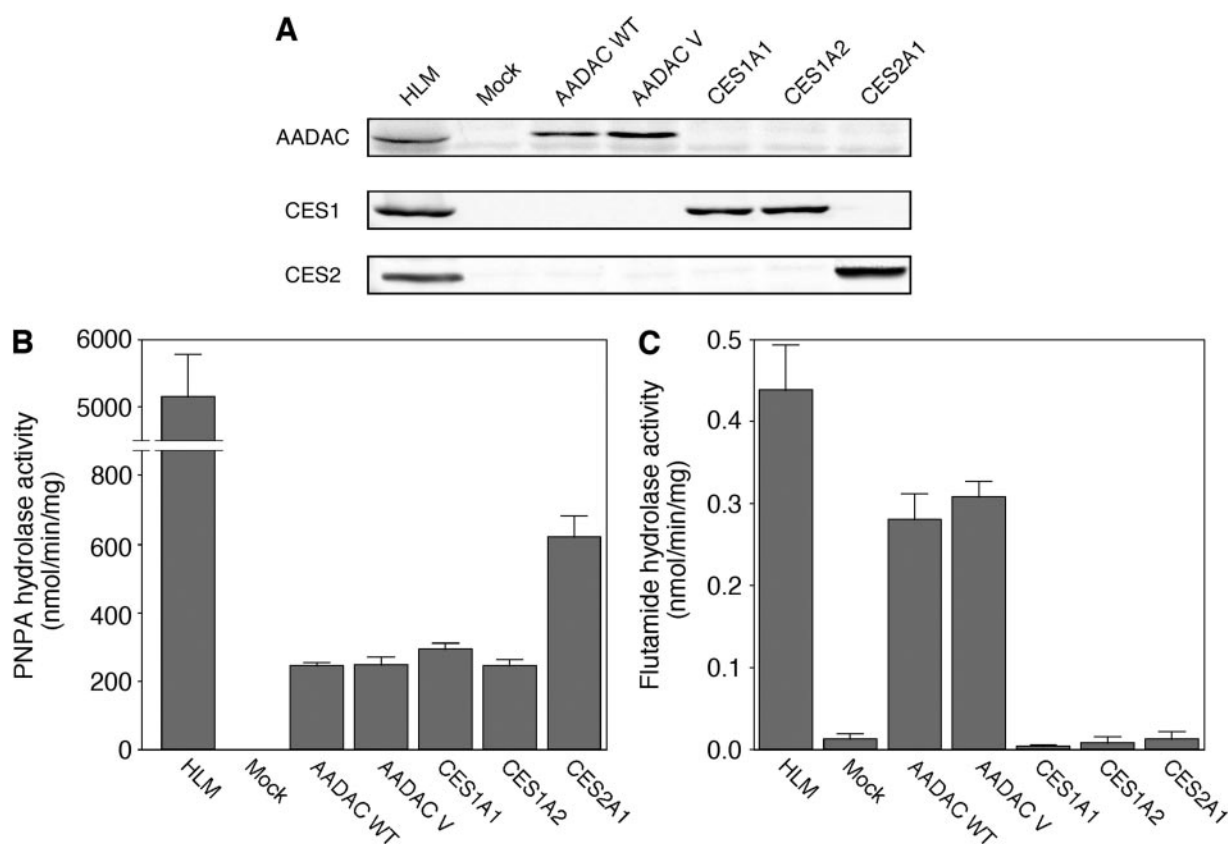 A
HLM
Mock
AADAC WT
AADAC V
CES1A1
CES1A2
CES2A1
AADAC
CES1
CES2
B
PNPA hydrolase activity
(nmol/min/mg)
6000
5000
800
600
400
200
0
HLM
Mock
AADAC WT
AADAC V
CES1A1
CES1A2
CES2A1
C
Flutamide hydrolase activity
(nmol/min/mg)
0.5
0.4
0.3
0.2
0.1
0.0
HLM
Mock
AADAC WT
AADAC V
CES1A1
CES1A2
CES2A1